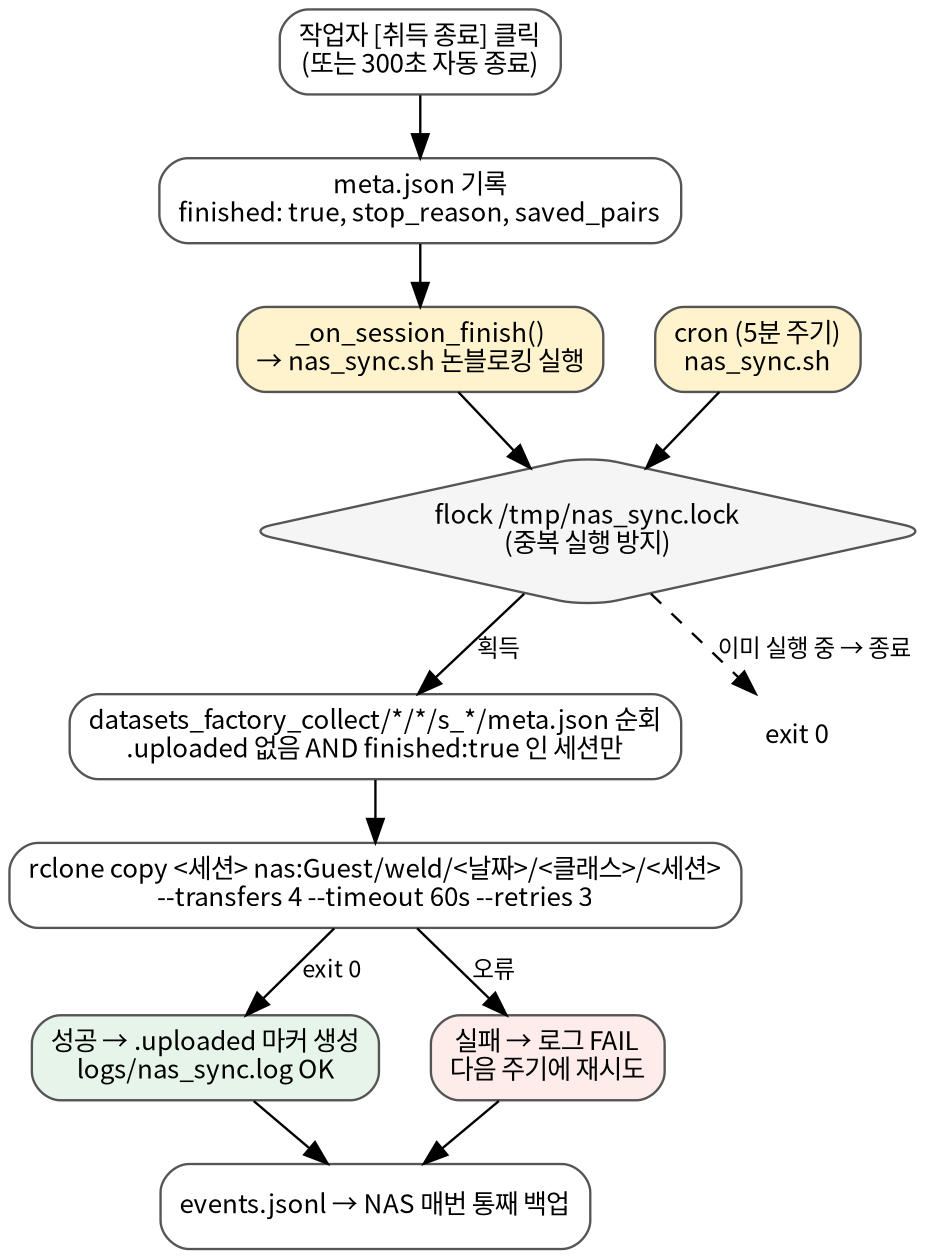 작업자 [취득 종료] 클릭
(또는 300초 자동 종료)
meta.json 기록
finished: true, stop_reason, saved_pairs
_on_session_finish()
→ nas_sync.sh 논블로킹 실행
cron (5분 주기)
nas_sync.sh
flock /tmp/nas_sync.lock
(중복 실행 방지)
획득
이미 실행 중 → 종료
datasets_factory_collect/*/*/s_*/meta.json 순회
.uploaded 없음 AND finished:true 인 세션만
exit 0
rclone copy <세션> nas:Guest/weld/<날짜>/<클래스>/<세션>
--transfers 4 --timeout 60s --retries 3
exit 0
오류
성공 → .uploaded 마커 생성
logs/nas_sync.log OK
실패 → 로그 FAIL
다음 주기에 재시도
events.jsonl → NAS 매번 통째 백업